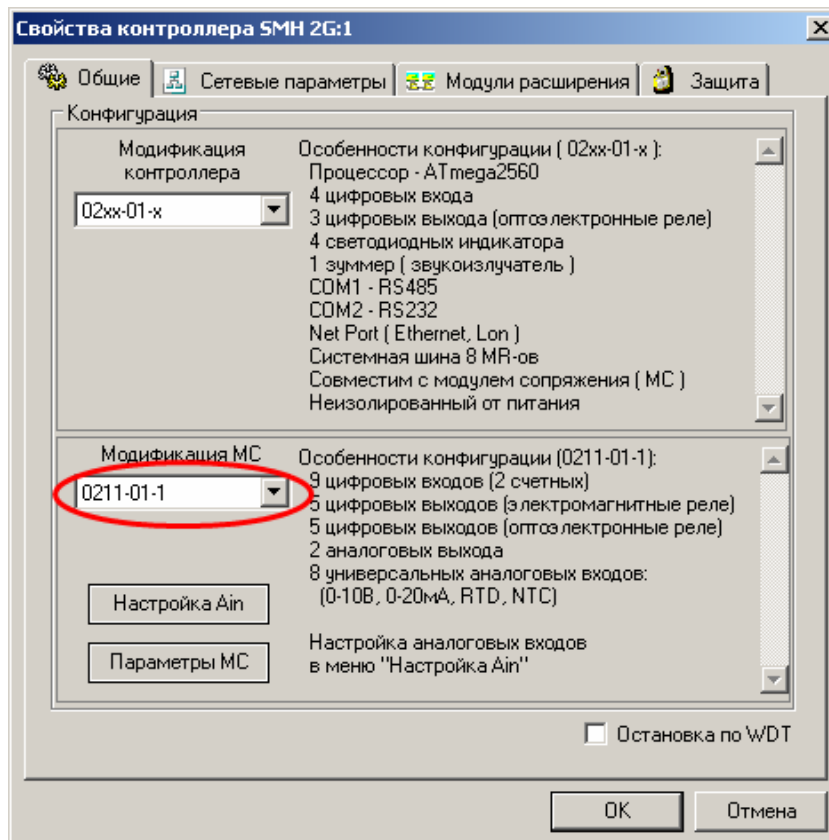 Свойства контроллера SMH 2G:1
Общие
Сетевые параметры
Модули расширения
Защита
Конфигурация
Модификация
контроллера
02xx-01-x
Особенности конфигурации ( 02xx-01-x ):
Процессор - ATmega2560
4 цифровых входа
3 цифровых выхода (оптоэлектронные реле)
4 светодиодных индикатора
1 зуммер ( звукоизлучатель )
COM1 - RS485
COM2 - RS232
Net Port ( Ethernet, Lon )
Системная шина 8 MR-ов
Совместим с модулем сопряжения ( MC )
Неизолированный от питания
Модификация MC
0211-01-1
Настройка Ain
Параметры MC
Особенности конфигурации (0211-01-1):
9 цифровых входов (2 счетных)
5 цифровых выходов (электромагнитные реле)
5 цифровых выходов (оптоэлектронные реле)
2 аналоговых выхода
8 универсальных аналоговых входов:
(0-10В, 0-20мА, RTD, NTC)
Настройка аналоговых входов
в меню "Настройка Ain"
Остановка по WDT
OK
Отмена